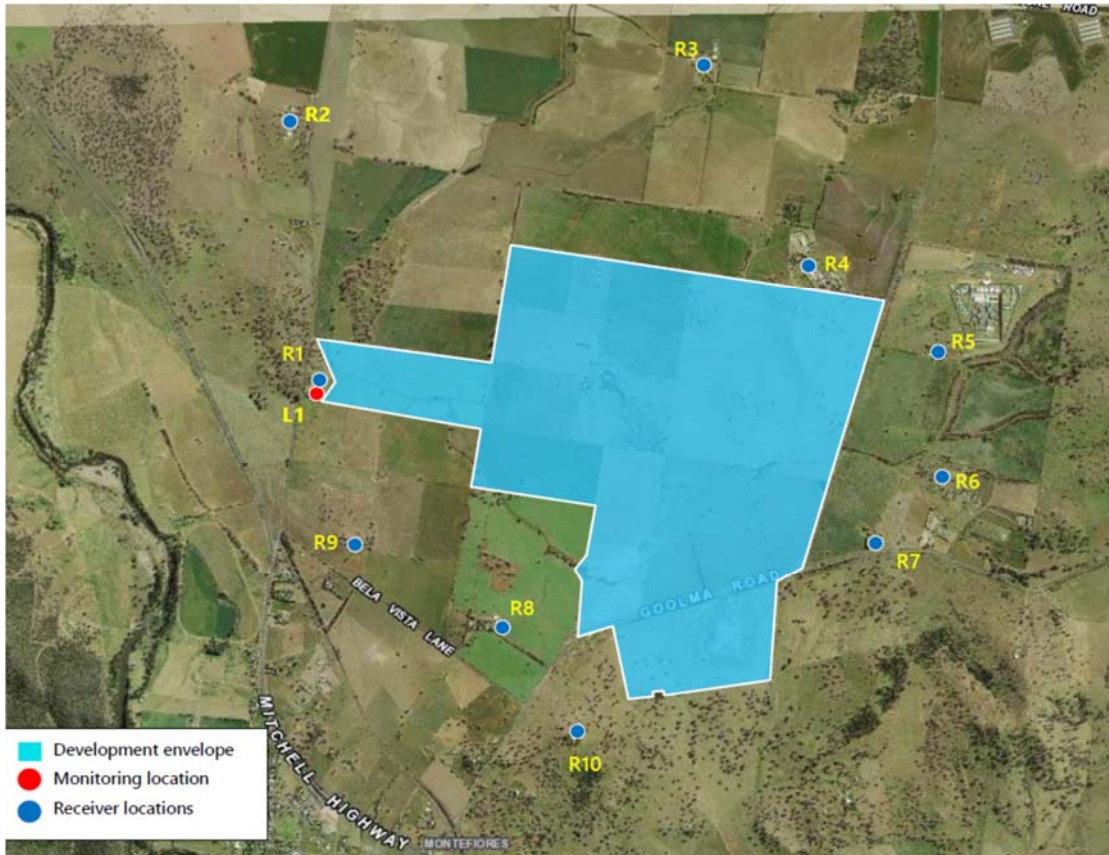 ROAD
R3
R2
R4
R1
R5
L1
R6
R9
R7
GOOLMA ROAD
BELA VISTA LANE
R8
MITCHELL HIGHWAY
R10
MONTEFIORES
Development envelope
Monitoring location
Receiver locations